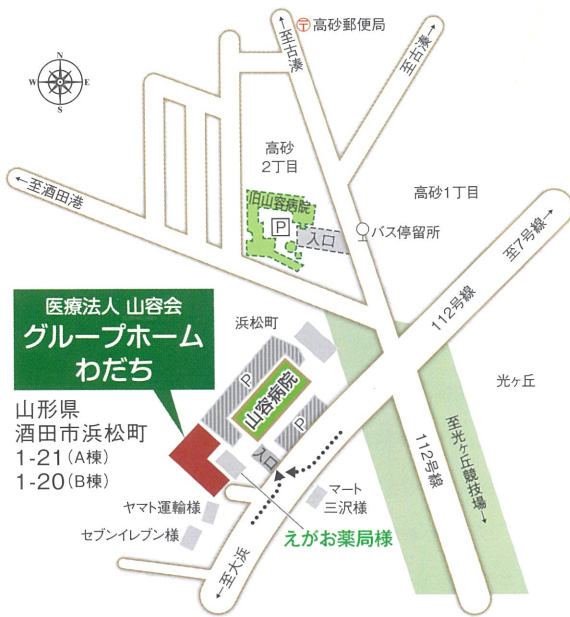 〒高砂郵便局
←至古湊
至古湊→
N
W
E
S
高砂
2丁目
高砂1丁目
←至酒田港
旧山容病院
P
入口
バス停留所
至7号線→
112号線
医療法人 山容会
グループホーム
わだち
山形県
酒田市浜松町
1-21(A棟)
1-20(B棟)
浜松町
P
山容病院
P
入口
光ヶ丘
112号線
至光ヶ丘競技場→
マート
三沢様
ヤマト運輸様
セブンイレブン様
えがお薬局様
←至大浜